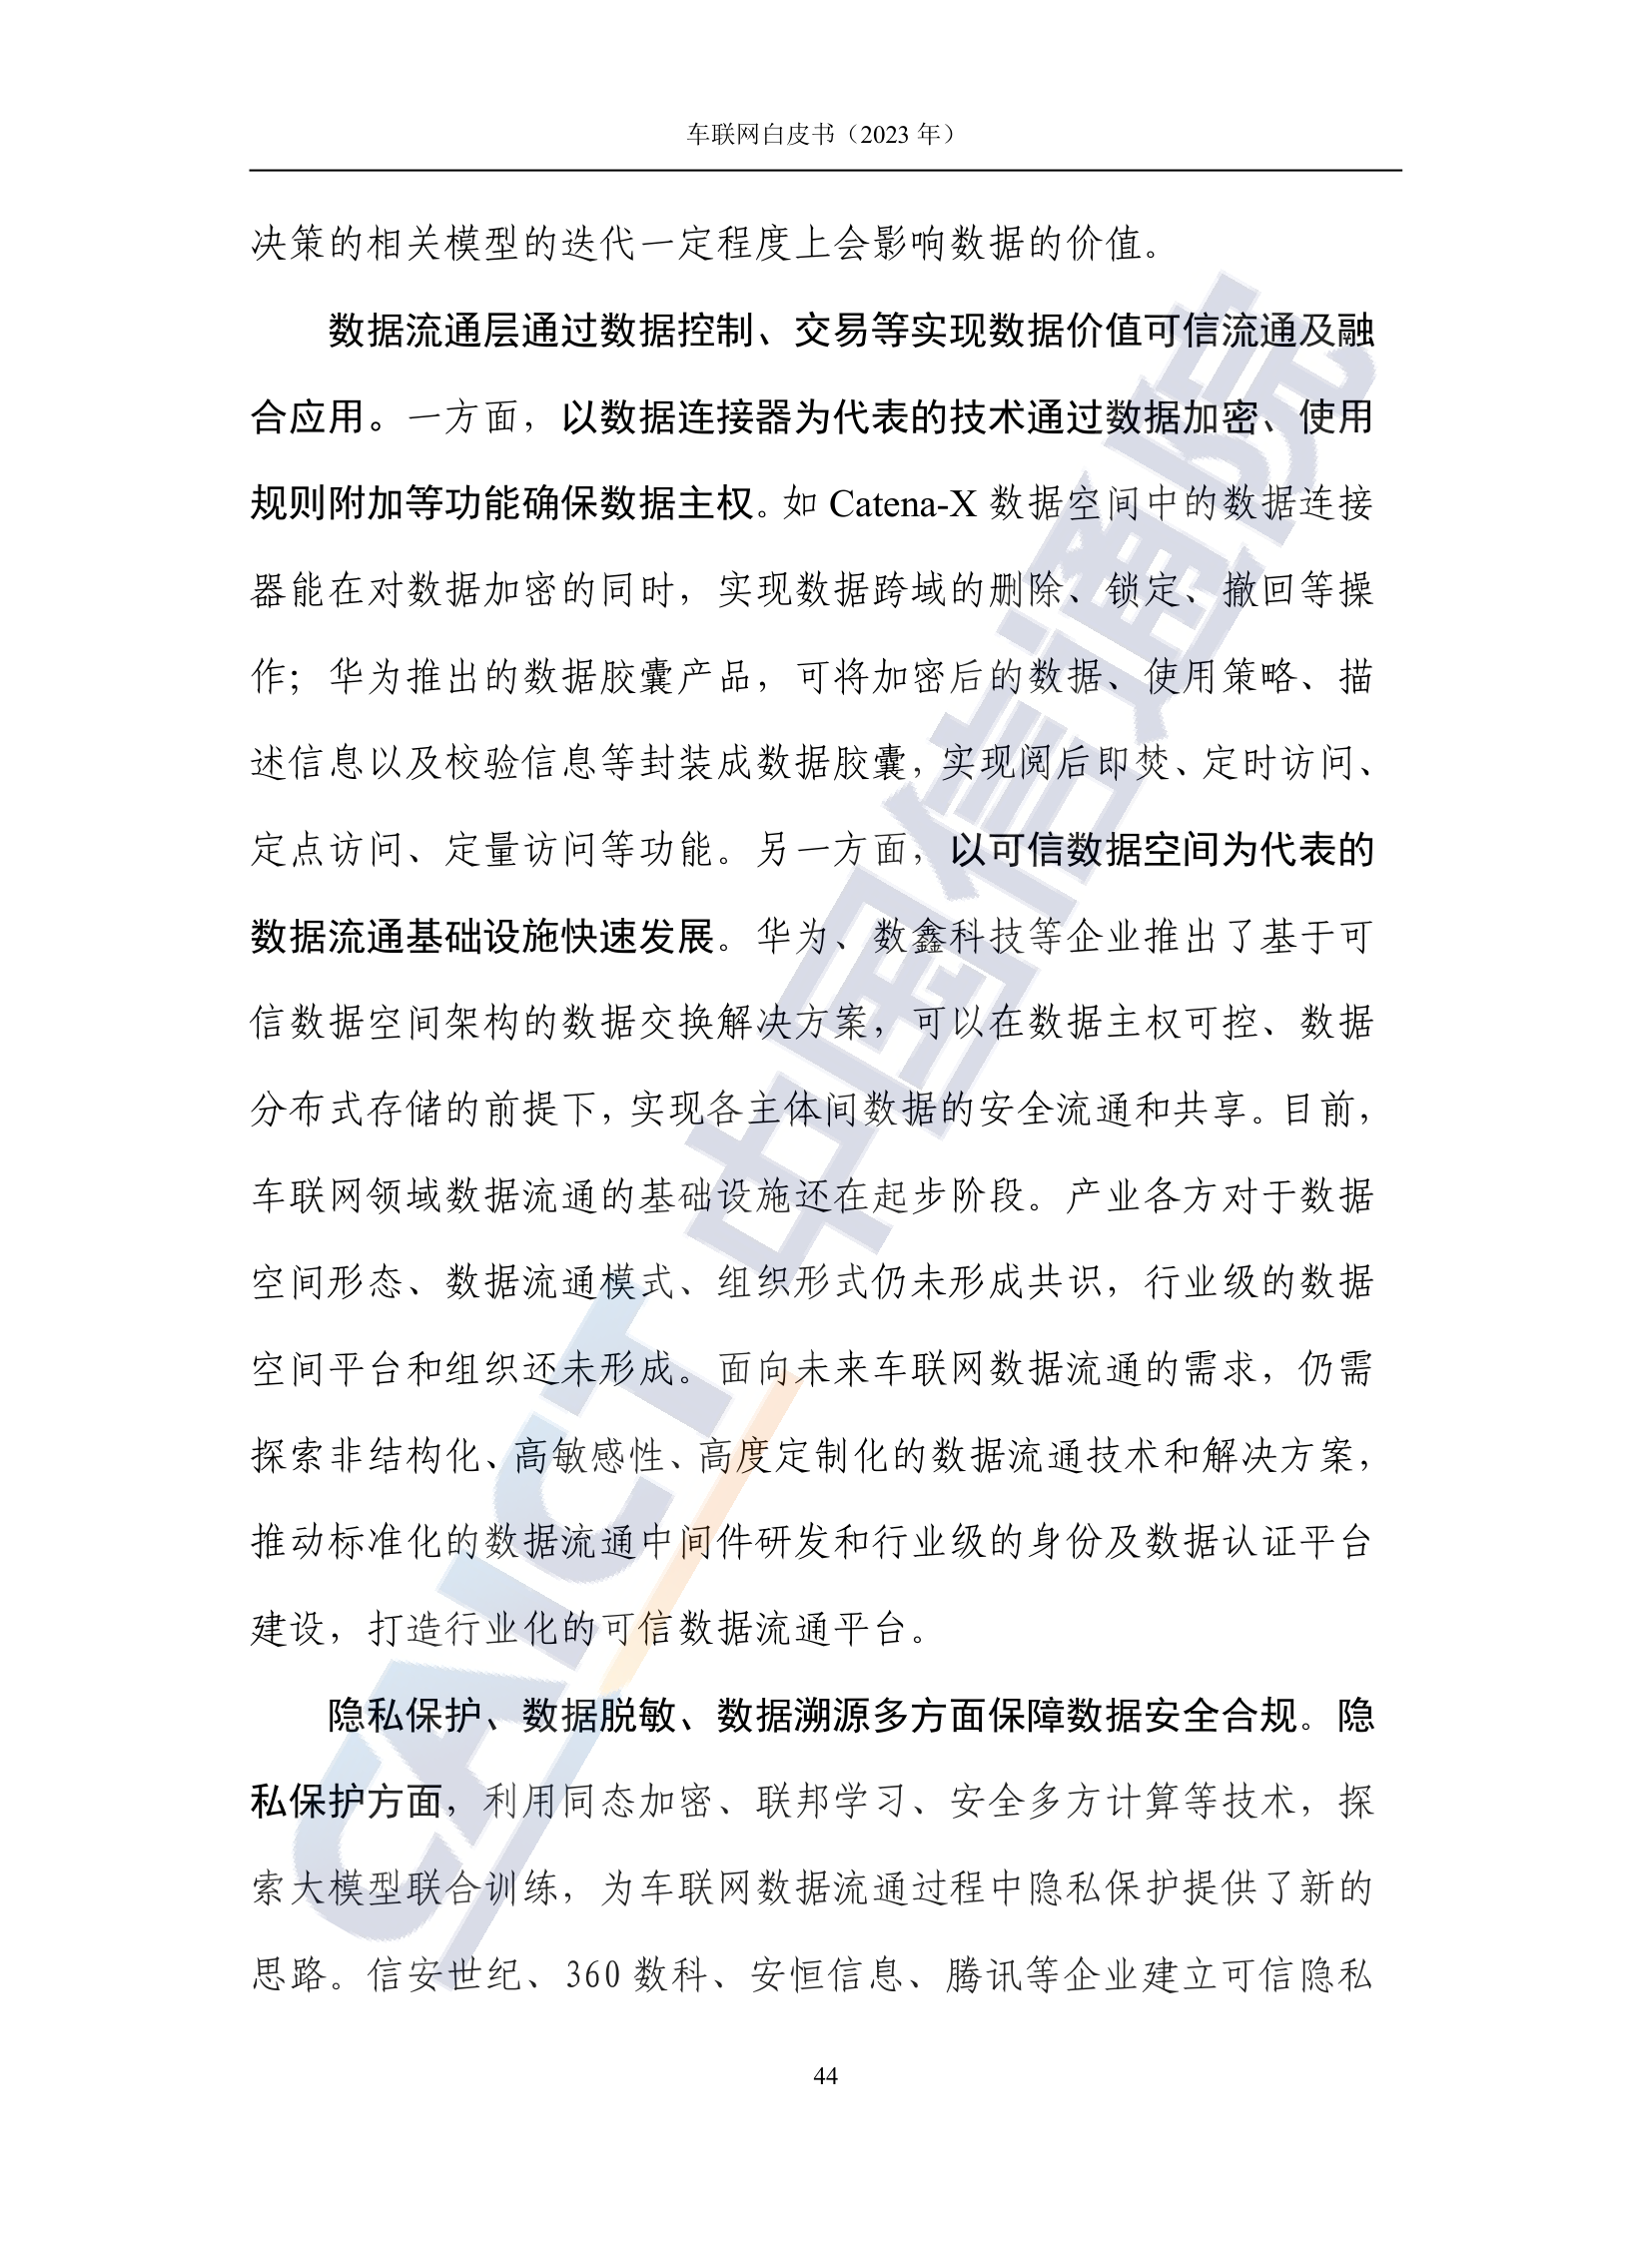 车联网白皮书（2023 年）
决策的相关模型的迭代一定程度上会影响数据的价值。
数据流通层通过数据控制、交易等实现数据价值可信流通及融
合应用。一方面，以数据连接器为代表的技术通过数据加密、使用
规则附加等功能确保数据主权。如 Catena-X 数据空间中的数据连接
器能在对数据加密的同时，实现数据跨域的删除、锁定、撤回等操
作；华为推出的数据胶囊产品，可将加密后的数据、使用策略、描
述信息以及校验信息等封装成数据胶囊，实现阅后即焚、定时访问、
定点访问、定量访问等功能。另一方面，以可信数据空间为代表的
数据流通基础设施快速发展。华为、数鑫科技等企业推出了基于可
信数据空间架构的数据交换解决方案，可以在数据主权可控、数据
分布式存储的前提下，实现各主体间数据的安全流通和共享。目前，
车联网领域数据流通的基础设施还在起步阶段。产业各方对于数据
空间形态、数据流通模式、组织形式仍未形成共识，行业级的数据
空间平台和组织还未形成。面向未来车联网数据流通的需求，仍需
探索非结构化、高敏感性、高度定制化的数据流通技术和解决方案，
推动标准化的数据流通中间件研发和行业级的身份及数据认证平台
建设，打造行业化的可信数据流通平台。
隐私保护、数据脱敏、数据溯源多方面保障数据安全合规。隐
私保护方面，利用同态加密、联邦学习、安全多方计算等技术，探
索大模型联合训练，为车联网数据流通过程中隐私保护提供了新的
思路。信安世纪、360 数科、安恒信息、腾讯等企业建立可信隐私
44
CAICT 中国信通院